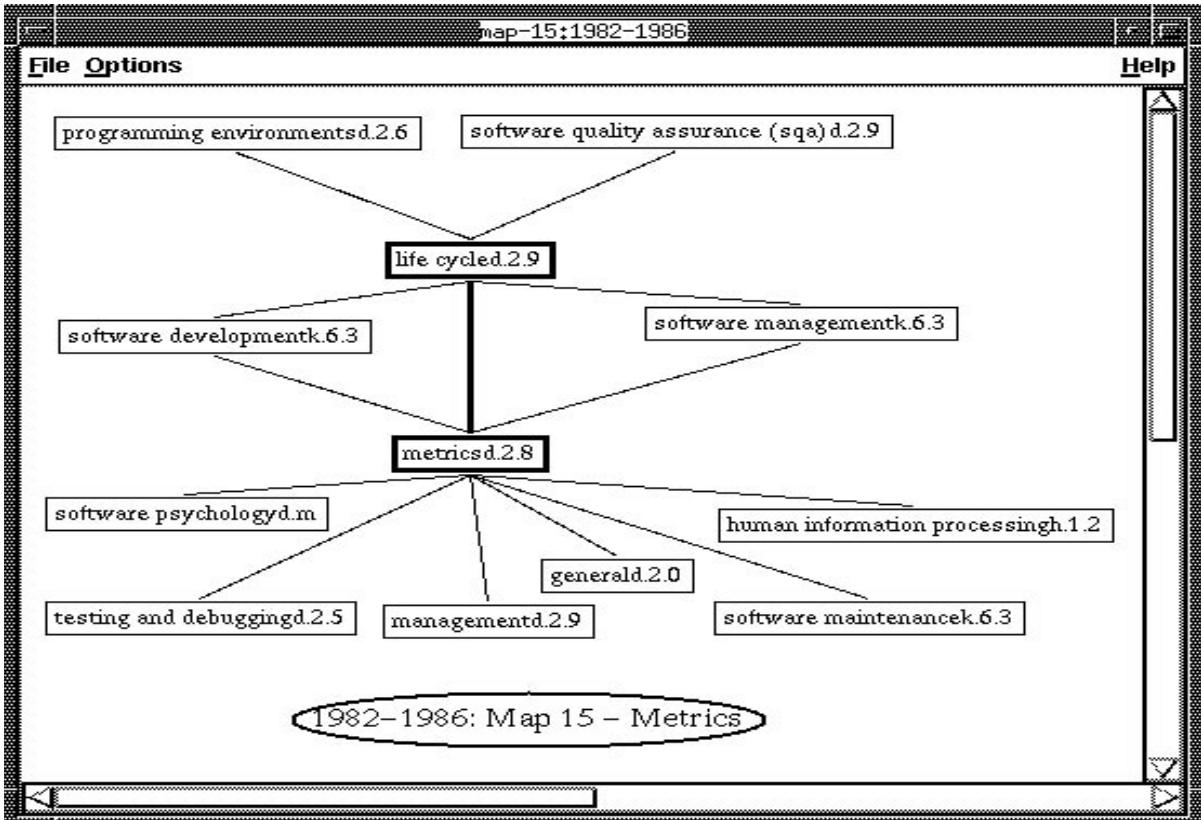 map-15:1982-1986
File Options Help
programming environmentsd.2.6
software quality assurance (sqa)d.2.9
life cycled.2.9
software developmentk.6.3
software managementk.6.3
metricsd.2.8
software psychologyd.m
human information processingh.1.2
generald.2.0
testing and debuggingd.2.5
managementd.2.9
software maintenancek.6.3
1982-1986: Map 15 - Metrics